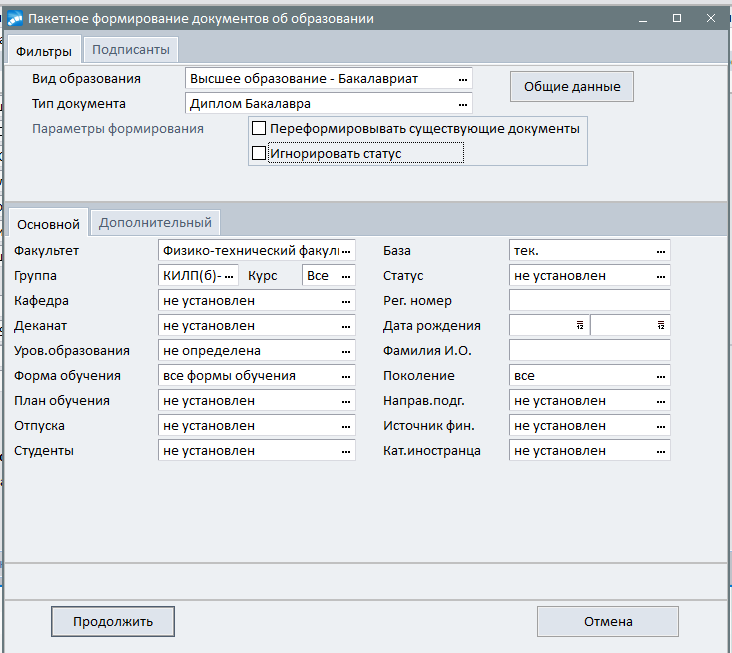 Пакетное формирование документов об образовании
Фильтры Подписанты
Вид образования Высшее образование - Бакалавриат ...
Общие данные
Тип документа Диплом Бакалавра ...
Параметры формирования Переформировывать существующие документы
Игнорировать статус
Основной Дополнительный
Факультет Физико-технический факул ... База тек. ...
Группа КИЛП(б)- ... Курс Все ... Статус не установлен ...
Кафедра не установлен ... Рег. номер
Деканат не установлен ... Дата рождения 12 12
Уров.образования не определена ... Фамилия И.О.
Форма обучения все формы обучения ... Поколение все ...
План обучения не установлен ... Направ.подг. не установлен ...
Отпуска не установлен ... Источник фин. не установлен ...
Студенты не установлен ... Кат.иностранца не установлен ...
Продолжить Отмена